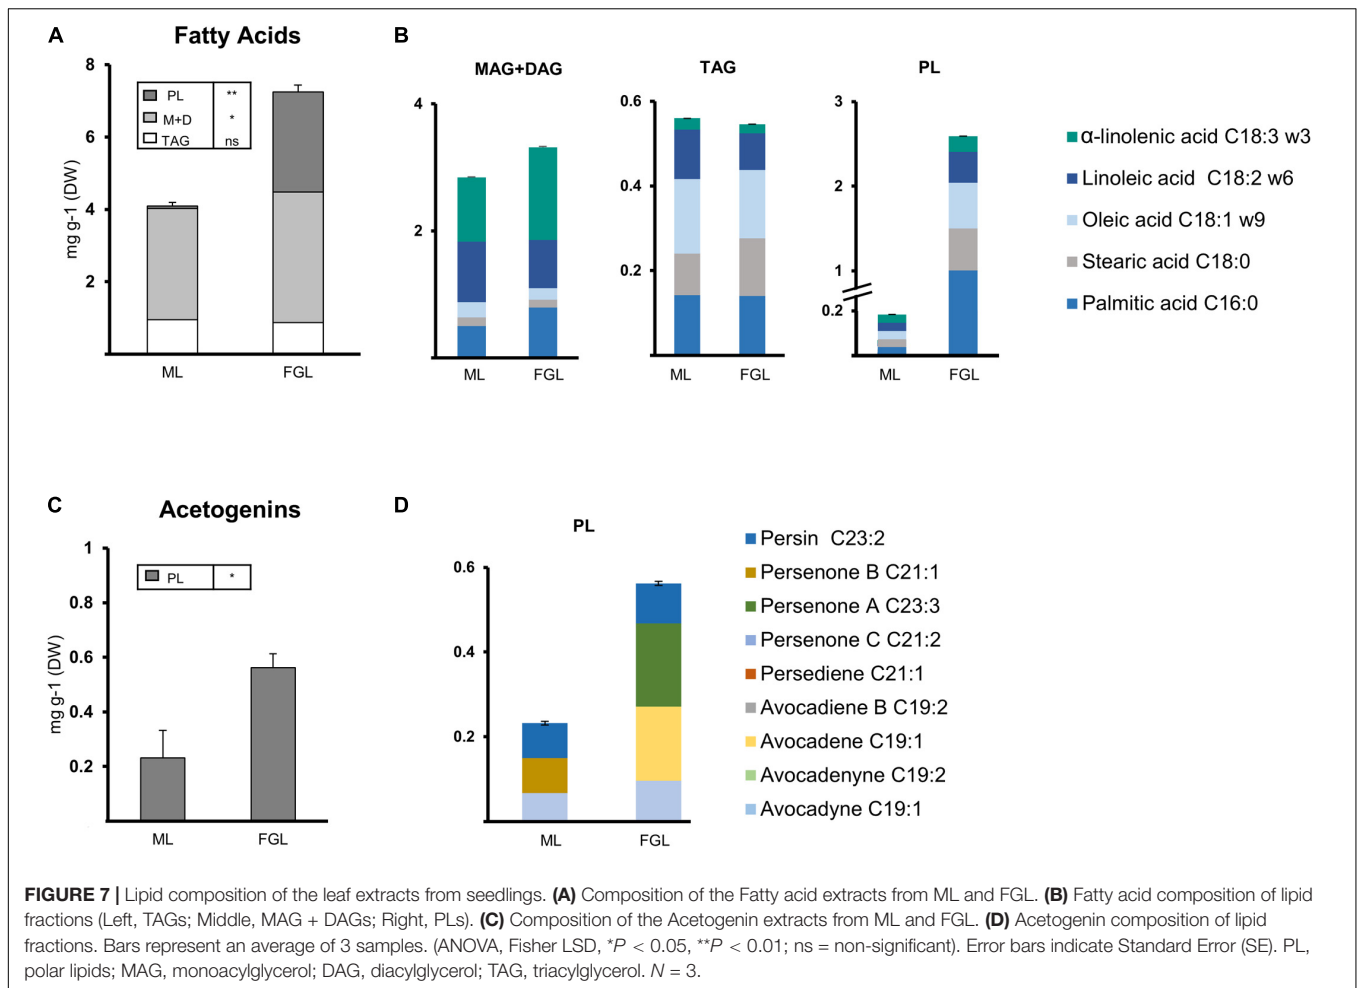 A
Fatty Acids
8
6
4
2
mg g-1 (DW)
PL **
M+D *
TAG ns
ML FGL
B
MAG+DAG
4
2
ML FGL
TAG
0.6
0.4
0.2
ML FGL
PL
3
2
1
0.2
ML FGL
α-linolenic acid C18:3 w3
Linoleic acid C18:2 w6
Oleic acid C18:1 w9
Stearic acid C18:0
Palmitic acid C16:0
C
Acetogenins
1
0.8
0.6
0.4
0.2
mg g-1 (DW)
PL *
ML FGL
D
PL
0.6
0.4
0.2
ML FGL
Persin C23:2
Persenone B C21:1
Persenone A C23:3
Persenone C C21:2
Persediene C21:1
Avocadiene B C19:2
Avocadene C19:1
Avocadenyne C19:2
Avocadyne C19:1
FIGURE 7 | Lipid composition of the leaf extracts from seedlings. (A) Composition of the Fatty acid extracts from ML and FGL. (B) Fatty acid composition of lipid
fractions (Left, TAGs; Middle, MAG + DAGs; Right, PLs). (C) Composition of the Acetogenin extracts from ML and FGL. (D) Acetogenin composition of lipid
fractions. Bars represent an average of 3 samples. (ANOVA, Fisher LSD, *P < 0.05, **P < 0.01; ns = non-significant). Error bars indicate Standard Error (SE). PL,
polar lipids; MAG, monoacylglycerol; DAG, diacylglycerol; TAG, triacylglycerol. N = 3.